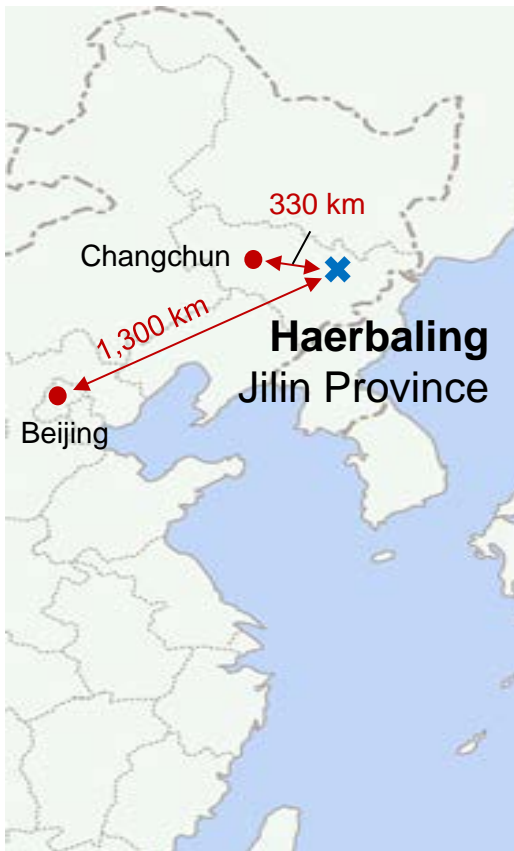 330 km
Changchun
1,300 km
Haerbaling
Jilin Province
Beijing